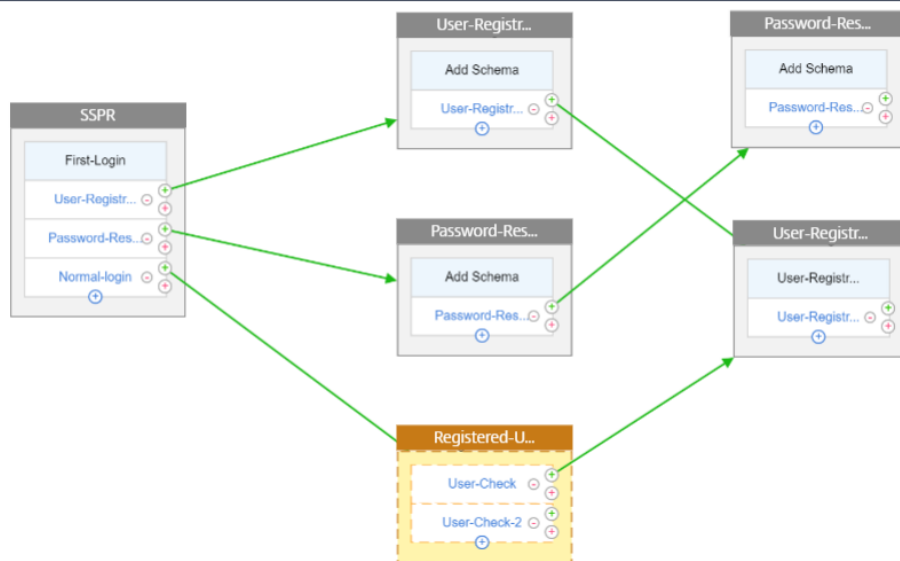 SSPR
First-Login
User-Registr...
Password-Res...
Normal-login
User-Registr...
Add Schema
User-Registr...
Password-Res...
Add Schema
Password-Res...
Registered-U...
User-Check
User-Check-2
Password-Res...
Add Schema
Password-Res...
User-Registr...
User-Registr...
User-Registr...